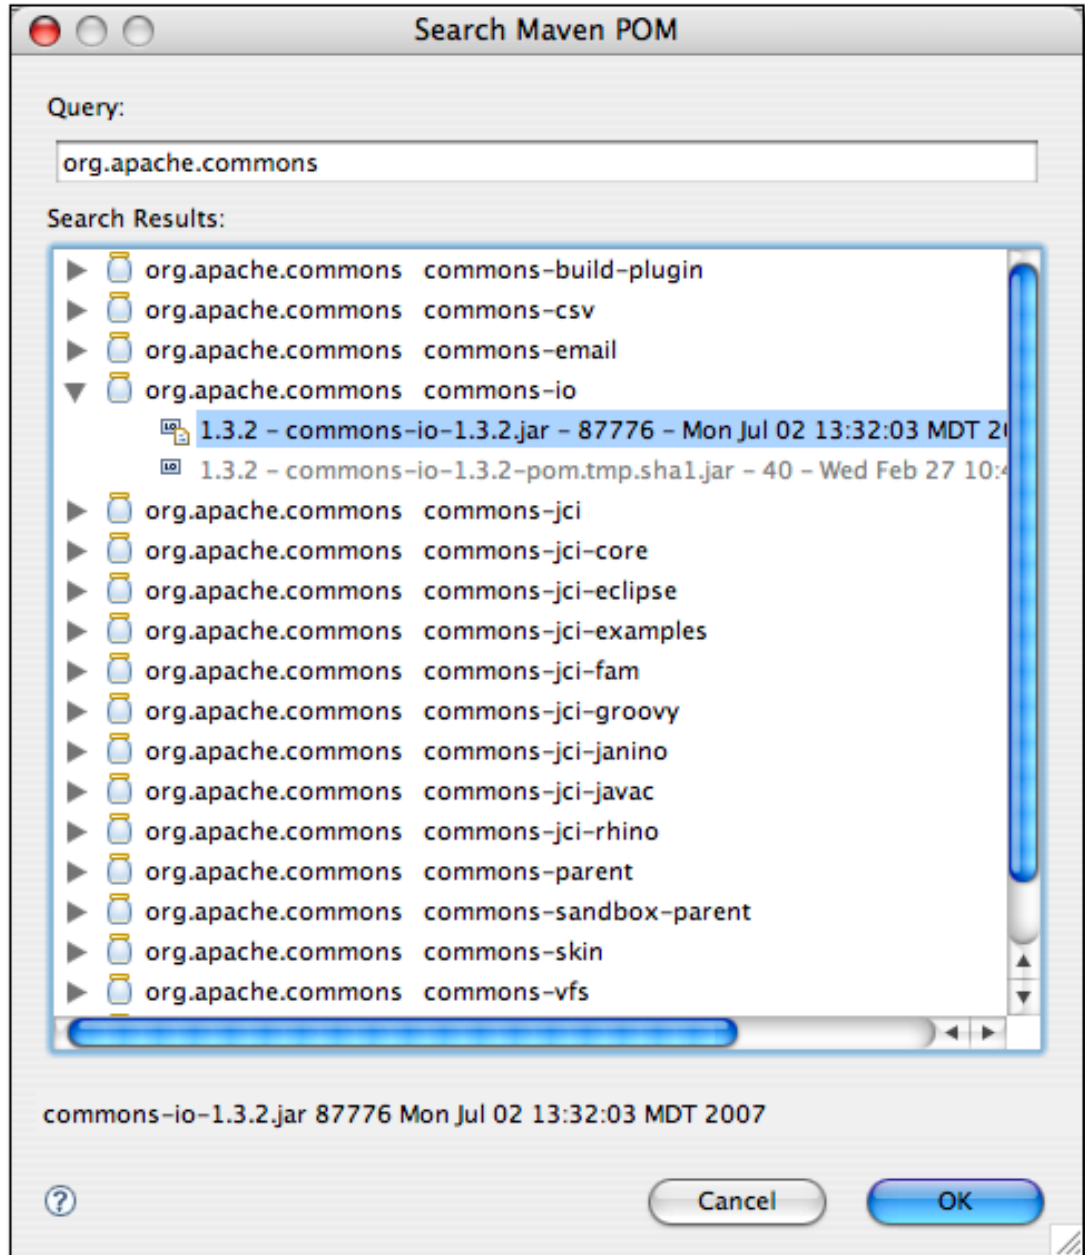 Search Maven POM
Query:
org.apache.commons
Search Results:
org.apache.commons commons-build-plugin
org.apache.commons commons-csv
org.apache.commons commons-email
org.apache.commons commons-io
1.3.2 – commons-io-1.3.2.jar – 87776 – Mon Jul 02 13:32:03 MDT
1.3.2 – commons-io-1.3.2-pom.tmp.sha1.jar – 40 – Wed Feb 27 10:
org.apache.commons commons-jci
org.apache.commons commons-jci-core
org.apache.commons commons-jci-eclipse
org.apache.commons commons-jci-examples
org.apache.commons commons-jci-fam
org.apache.commons commons-jci-groovy
org.apache.commons commons-jci-janino
org.apache.commons commons-jci-javac
org.apache.commons commons-jci-rhino
org.apache.commons commons-parent
org.apache.commons commons-sandbox-parent
org.apache.commons commons-skin
org.apache.commons commons-vfs
commons-io-1.3.2.jar 87776 Mon Jul 02 13:32:03 MDT 2007
? Cancel OK